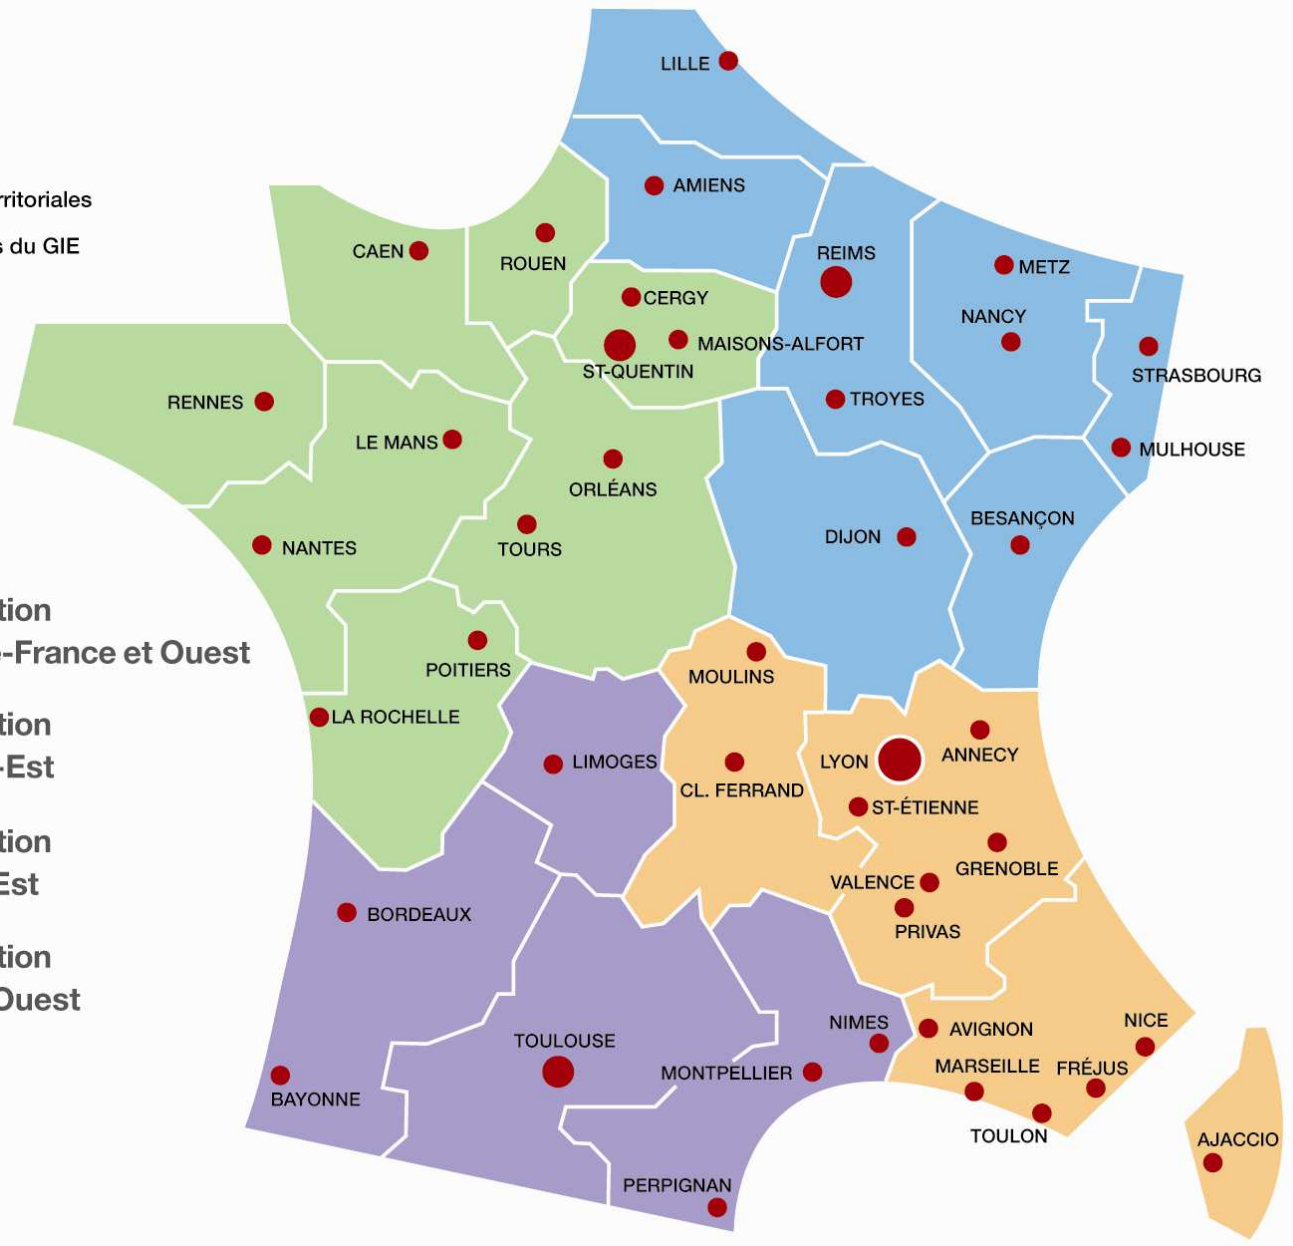 rritoriales
s du GIE
tion
e-France et Ouest
tion
-Est
tion
Est
tion
Ouest
LILLE
AMIENS
CAEN
ROUEN
REIMS
METZ
CERGY
NANCY
MAISONS-ALFORT
ST-QUENTIN
STRASBOURG
RENNES
TROYES
LE MANS
MULHOUSE
ORLÉANS
BESANÇON
DIJON
NANTES
TOURS
POITIERS
MOULINS
LA ROCHELLE
LIMOGES
LYON
ANNECY
CL. FERRAND
ST-ÉTIENNE
GRENOBLE
VALENCE
BORDEAUX
PRIVAS
NIMES
AVIGNON
NICE
TOULOUSE
MONTPELLIER
MARSEILLE
FRÉJUS
BAYONNE
TOULON
AJACCIO
PERPIGNAN